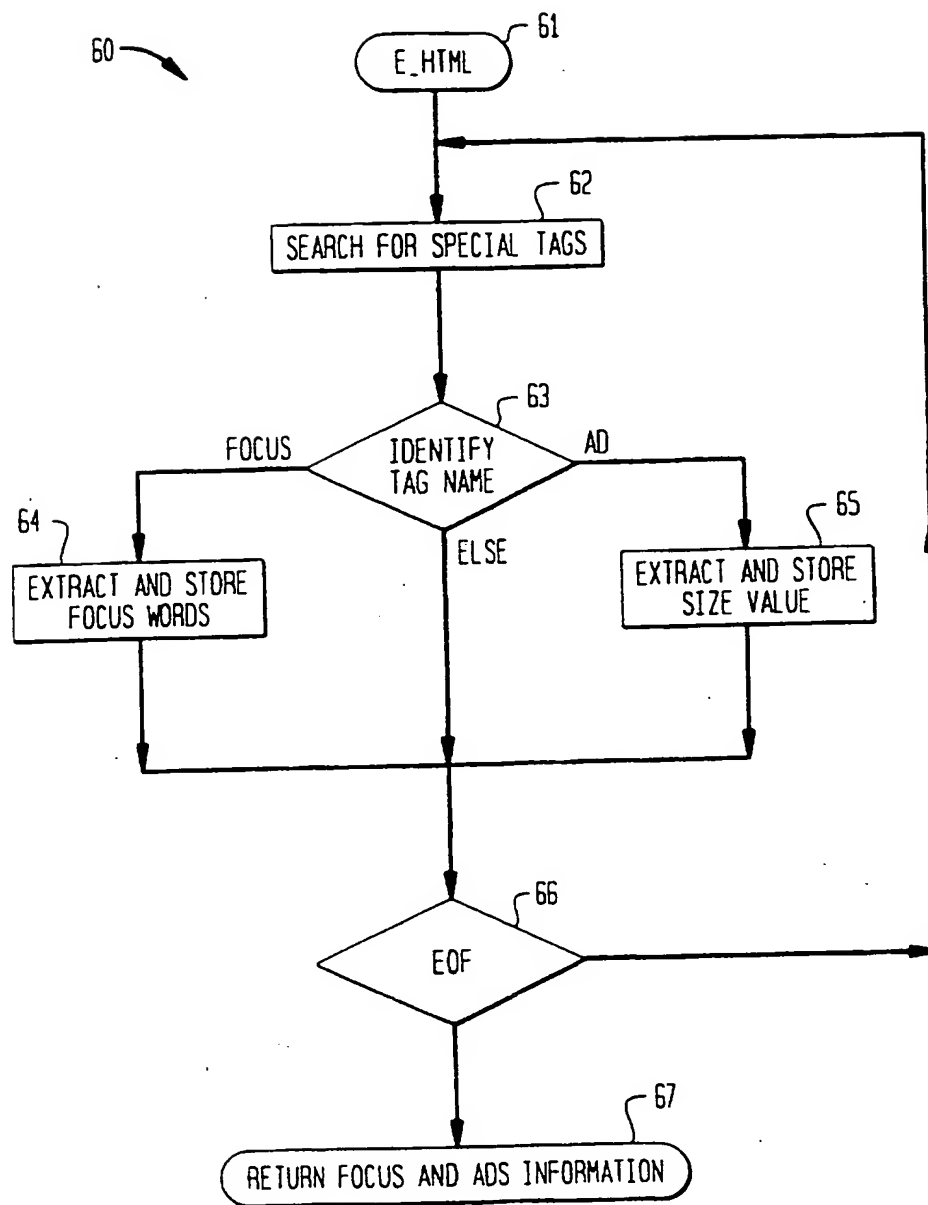 60
61
E_HTML
62
SEARCH FOR SPECIAL TAGS
63
IDENTIFY
TAG NAME
FOCUS
AD
ELSE
64
EXTRACT AND STORE
FOCUS WORDS
65
EXTRACT AND STORE
SIZE VALUE
66
EOF
67
RETURN FOCUS AND ADS INFORMATION